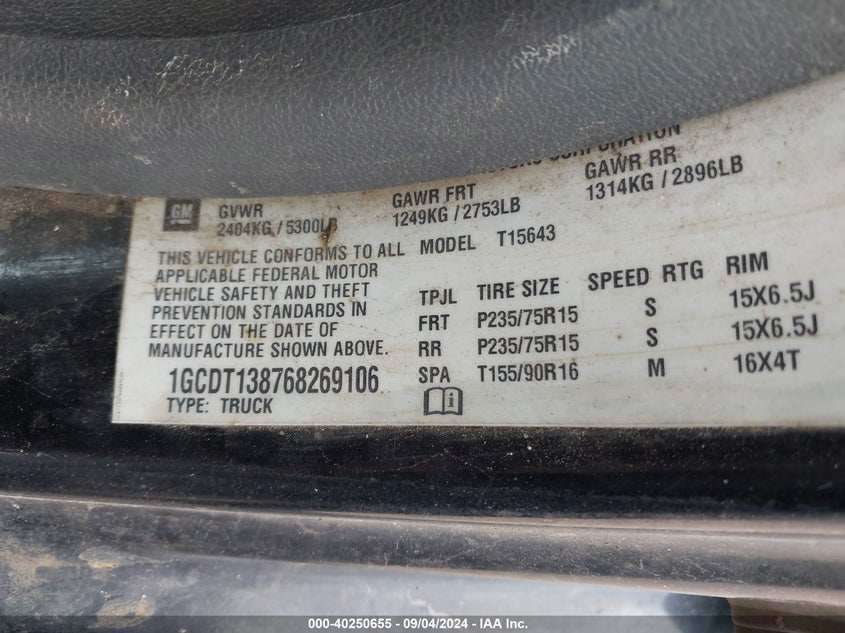 CORPORATION
GM
GVWR
2404KG / 5300LB
GAWR FRT
1249KG / 2753LB
GAWR RR
1314KG / 2896LB
THIS VEHICLE CONFORMS TO ALL
APPLICABLE FEDERAL MOTOR
VEHICLE SAFETY AND THEFT
PREVENTION STANDARDS IN
EFFECT ON THE DATE OF
MANUFACTURE SHOWN ABOVE.
1GCDT138768269106
TYPE: TRUCK
MODEL T15643
TPJL TIRE SIZE SPEED RTG RIM
FRT P235/75R15 S 15X6.5J
RR P235/75R15 S 15X6.5J
SPA T155/90R16 M 16X4T
000-40250655 - 09/04/2024 - IAA Inc.